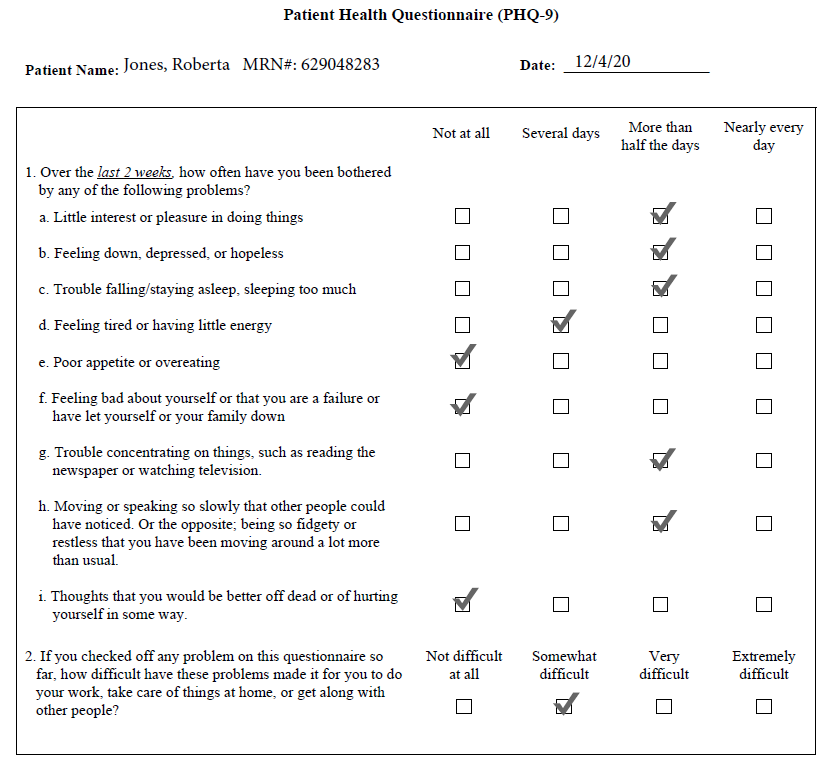 Patient Health Questionnaire (PHQ-9)
Patient Name: Jones, Roberta MRN#: 629048283 Date: 12/4/20
Not at all Several days More than half the days Nearly every day
1. Over the last 2 weeks, how often have you been bothered
by any of the following problems?
a. Little interest or pleasure in doing things
b. Feeling down, depressed, or hopeless
c. Trouble falling/staying asleep, sleeping too much
d. Feeling tired or having little energy
e. Poor appetite or overeating
f. Feeling bad about yourself or that you are a failure or
have let yourself or your family down
g. Trouble concentrating on things, such as reading the
newspaper or watching television.
h. Moving or speaking so slowly that other people could
have noticed. Or the opposite; being so fidgety or
restless that you have been moving around a lot more
than usual.
i. Thoughts that you would be better off dead or of hurting
yourself in some way.
2. If you checked off any problem on this questionnaire so
far, how difficult have these problems made it for you to do
your work, take care of things at home, or get along with
other people?
Not difficult at all Somewhat difficult Very difficult Extremely difficult